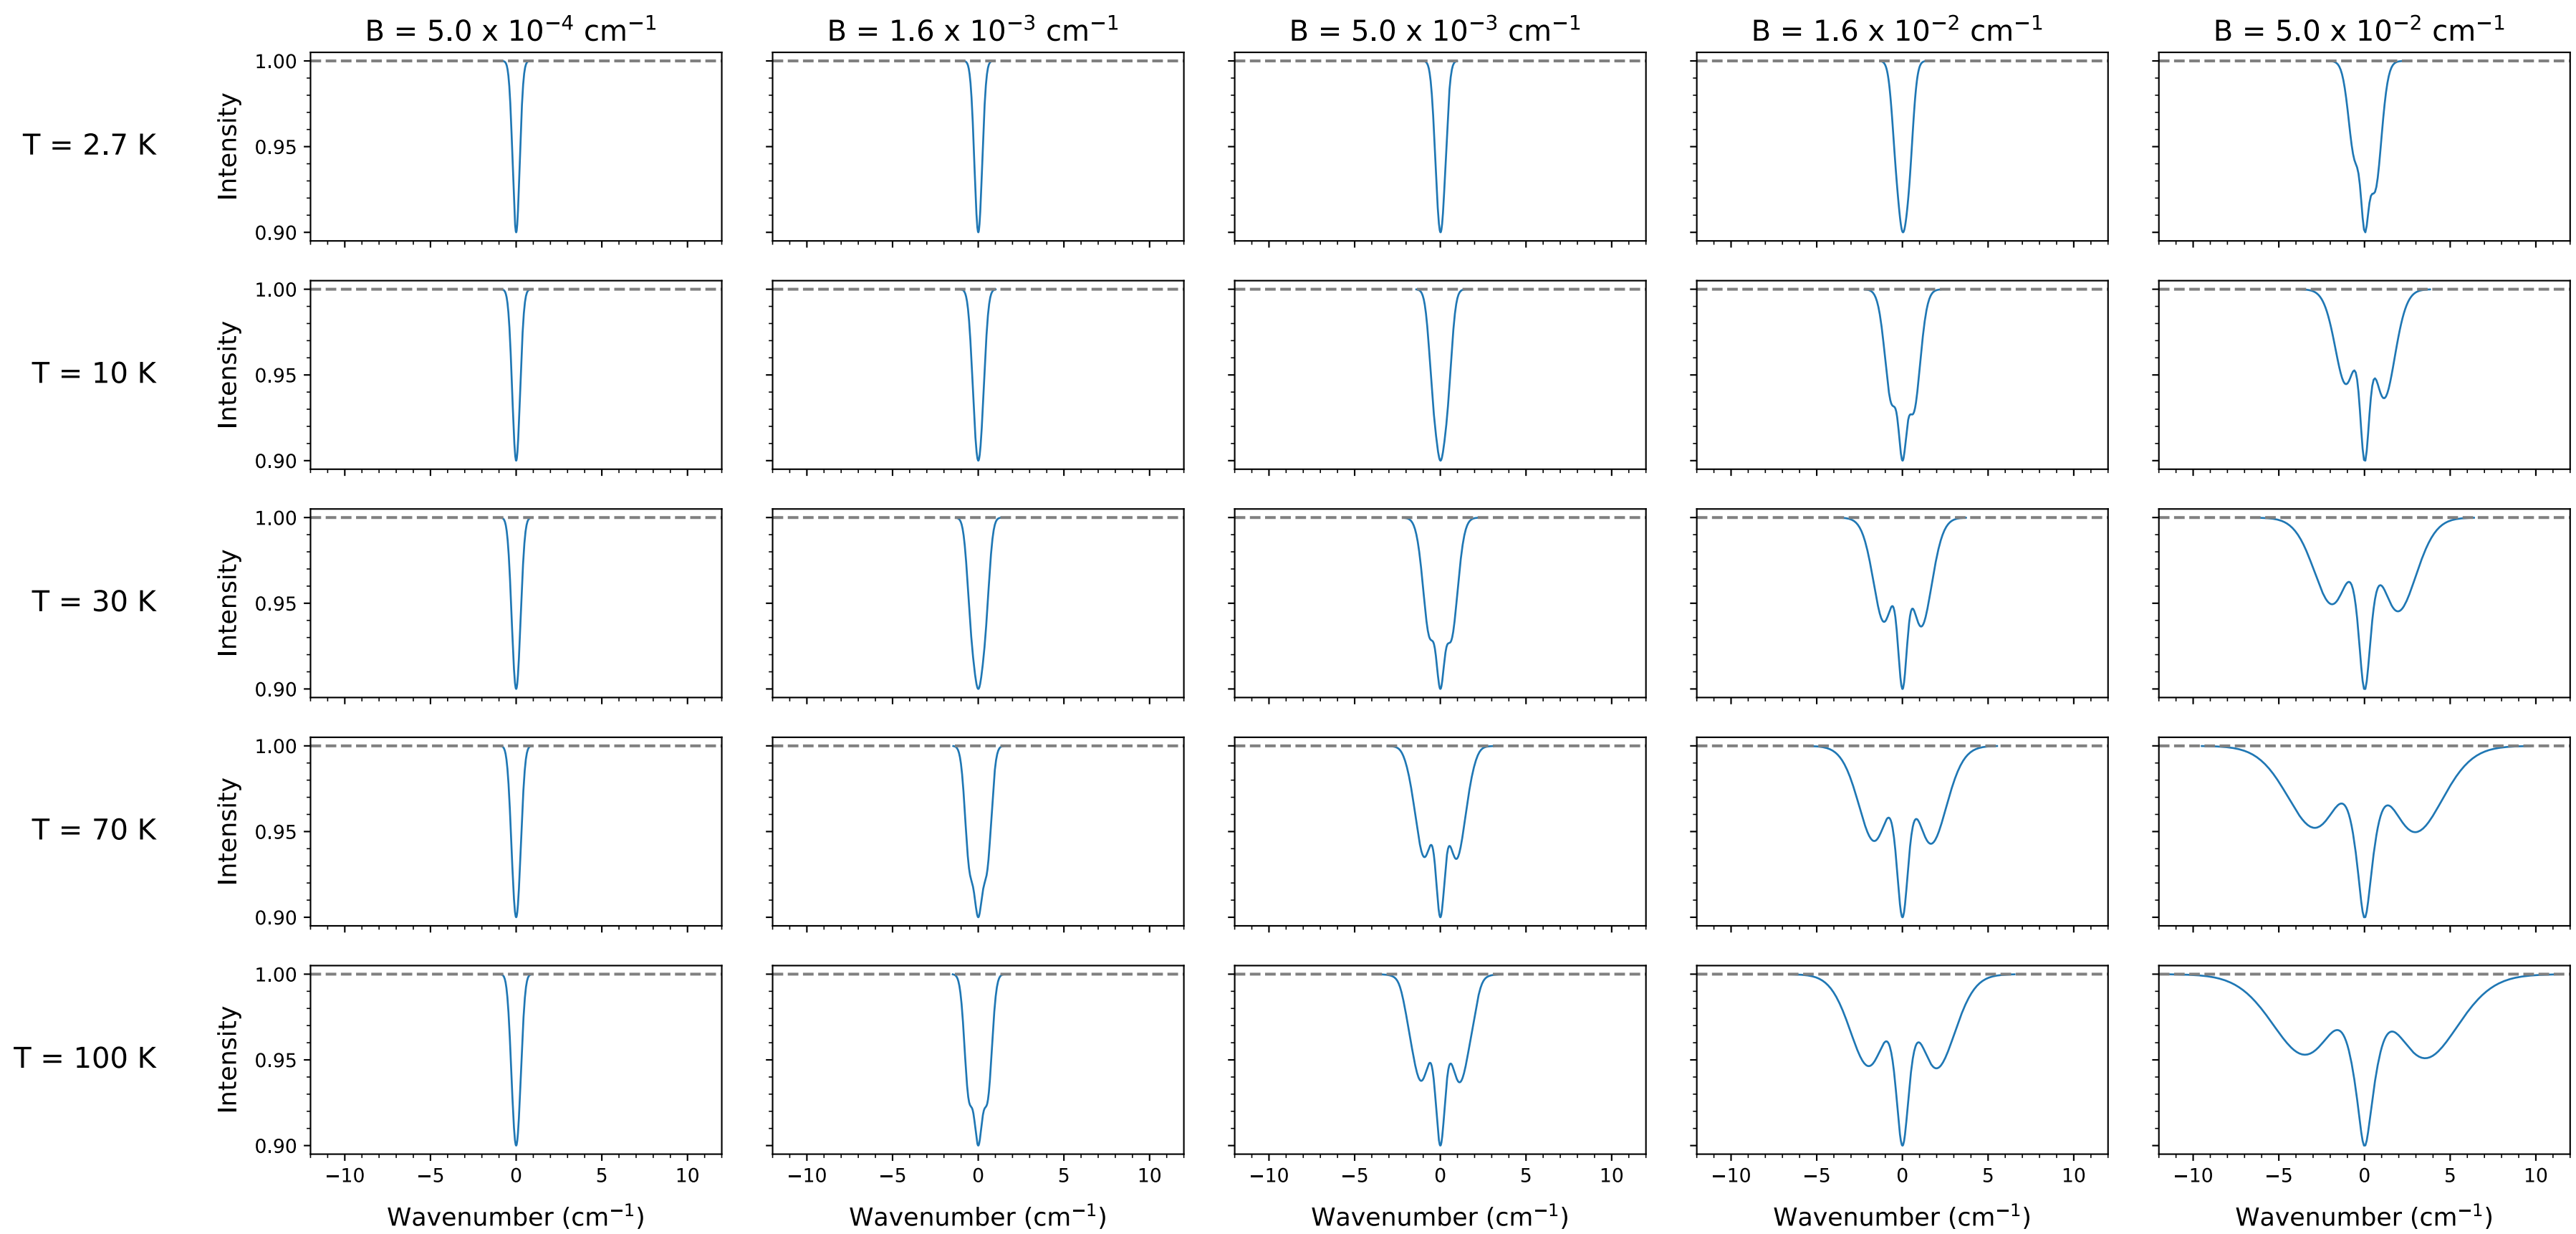 B = 5.0 x 10⁻⁴ cm⁻¹ B = 1.6 x 10⁻³ cm⁻¹ B = 5.0 x 10⁻³ cm⁻¹ B = 1.6 x 10⁻² cm⁻¹ B = 5.0 x 10⁻² cm⁻¹
T = 2.7 K
Intensity
1.00
0.95
0.90
T = 10 K
Intensity
1.00
0.95
0.90
T = 30 K
Intensity
1.00
0.95
0.90
T = 70 K
Intensity
1.00
0.95
0.90
T = 100 K
Intensity
1.00
0.95
0.90
−10 −5 0 5 10 −10 −5 0 5 10 −10 −5 0 5 10 −10 −5 0 5 10 −10 −5 0 5 10
Wavenumber (cm⁻¹) Wavenumber (cm⁻¹) Wavenumber (cm⁻¹) Wavenumber (cm⁻¹) Wavenumber (cm⁻¹)